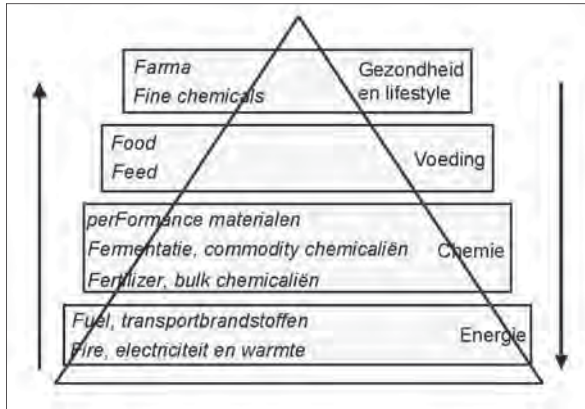 Farma
Fine chemicals
Gezondheid
en lifestyle
Food
Feed
Voeding
perFormance materialen
Fermentatie, commodity chemicaliën
Fertilizer, bulk chemicaliën
Chemie
Fuel, transportbrandstoffen
Fire, electriciteit en warmte
Energie